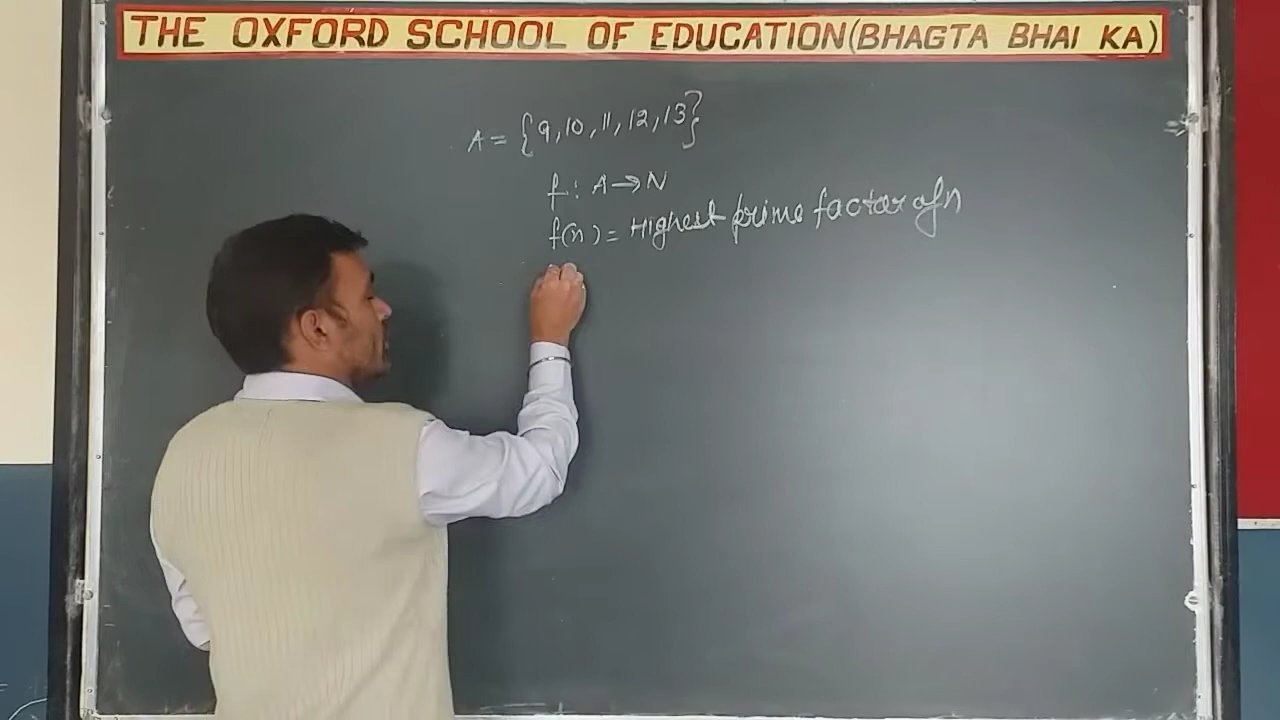 THE OXFORD SCHOOL OF EDUCATION(BHAGTA BHAI KA)
A = {9,10,11,12,13}
f : A→N
f(n) = Highest prime factor of n